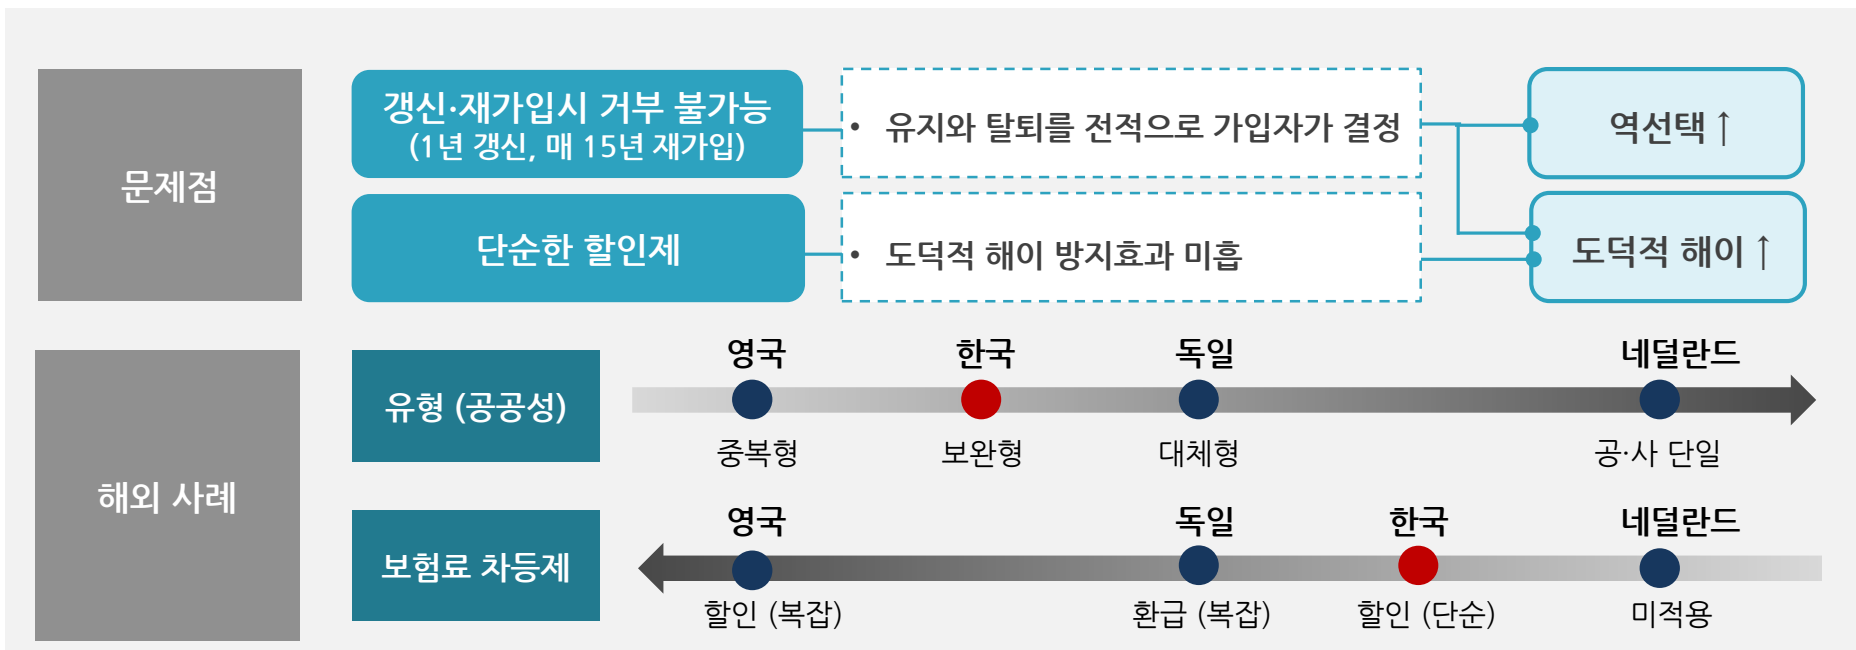 문제점
갱신·재가입시 거부 불가능
(1년 갱신, 매 15년 재가입)
• 유지와 탈퇴를 전적으로 가입자가 결정
역선택 ↑
단순한 할인제
• 도덕적 해이 방지효과 미흡
도덕적 해이 ↑
해외 사례
유형 (공공성)
영국 한국 독일 네덜란드
중복형 보완형 대체형 공·사 단일
보험료 차등제
영국 독일 한국 네덜란드
할인 (복잡) 환급 (복잡) 할인 (단순) 미적용